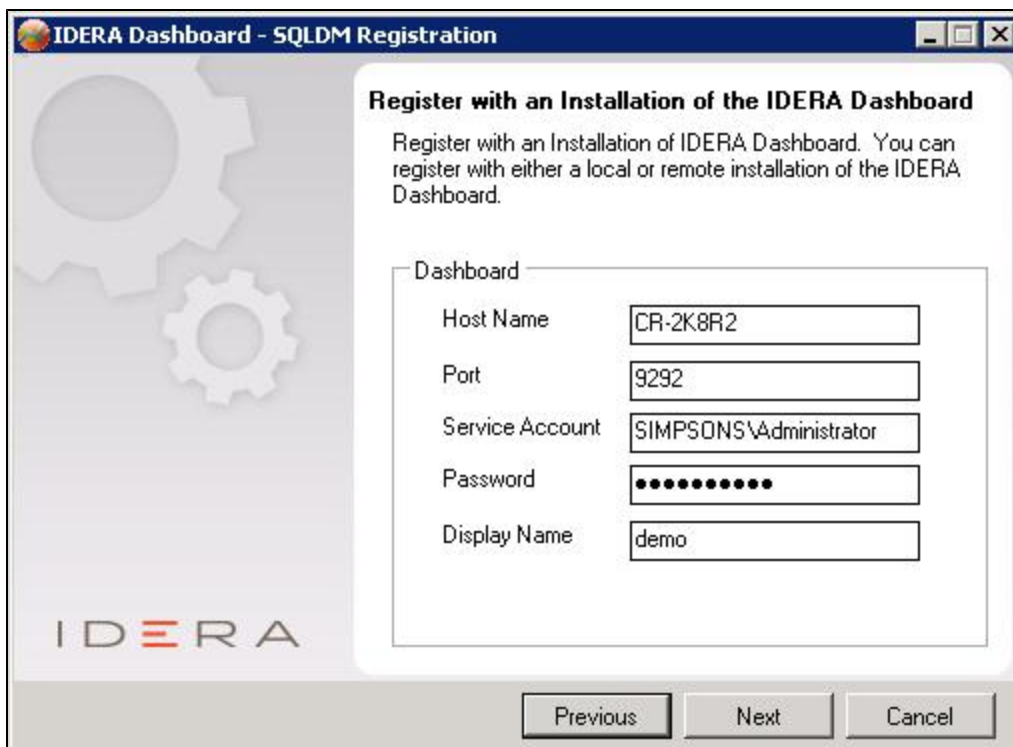 IDERA Dashboard - SQLDM Registration
Register with an Installation of the IDERA Dashboard
Register with an Installation of IDERA Dashboard. You can
register with either a local or remote installation of the IDERA
Dashboard.
Dashboard
Host Name CR-2K8R2
Port 9292
Service Account SIMPSONS\Administrator
Password ●●●●●●●●●●
Display Name demo
IDERA
Previous Next Cancel